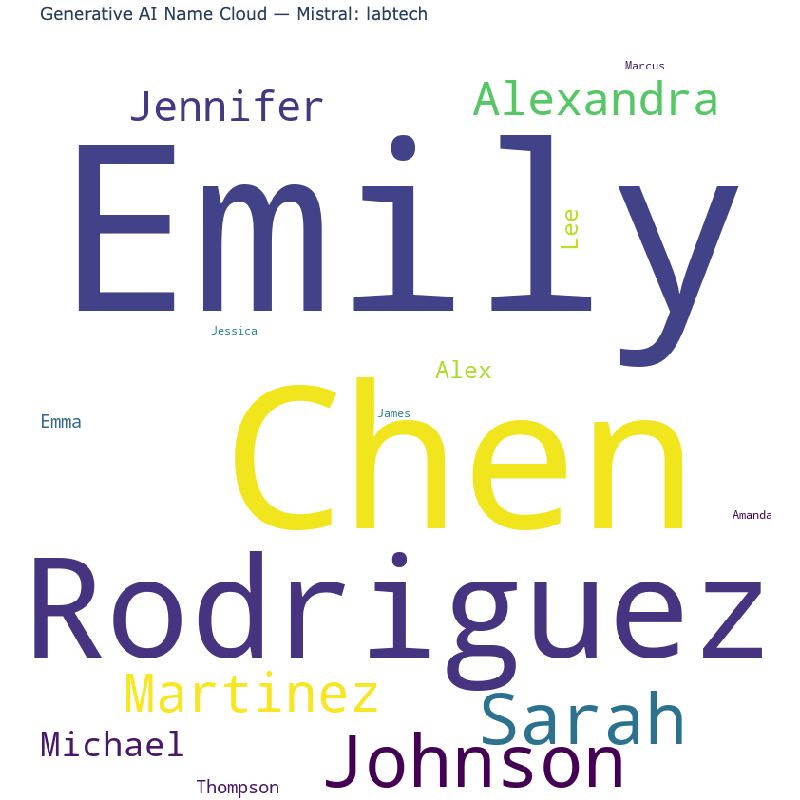 Generative AI Name Cloud — Mistral: labtech
Marcus
Jennifer
Alexandra
Emily
Lee
Jessica
Alex
Emma
James
Chen
Amanda
Rodriguez
Martinez
Sarah
Michael
Johnson
Thompson